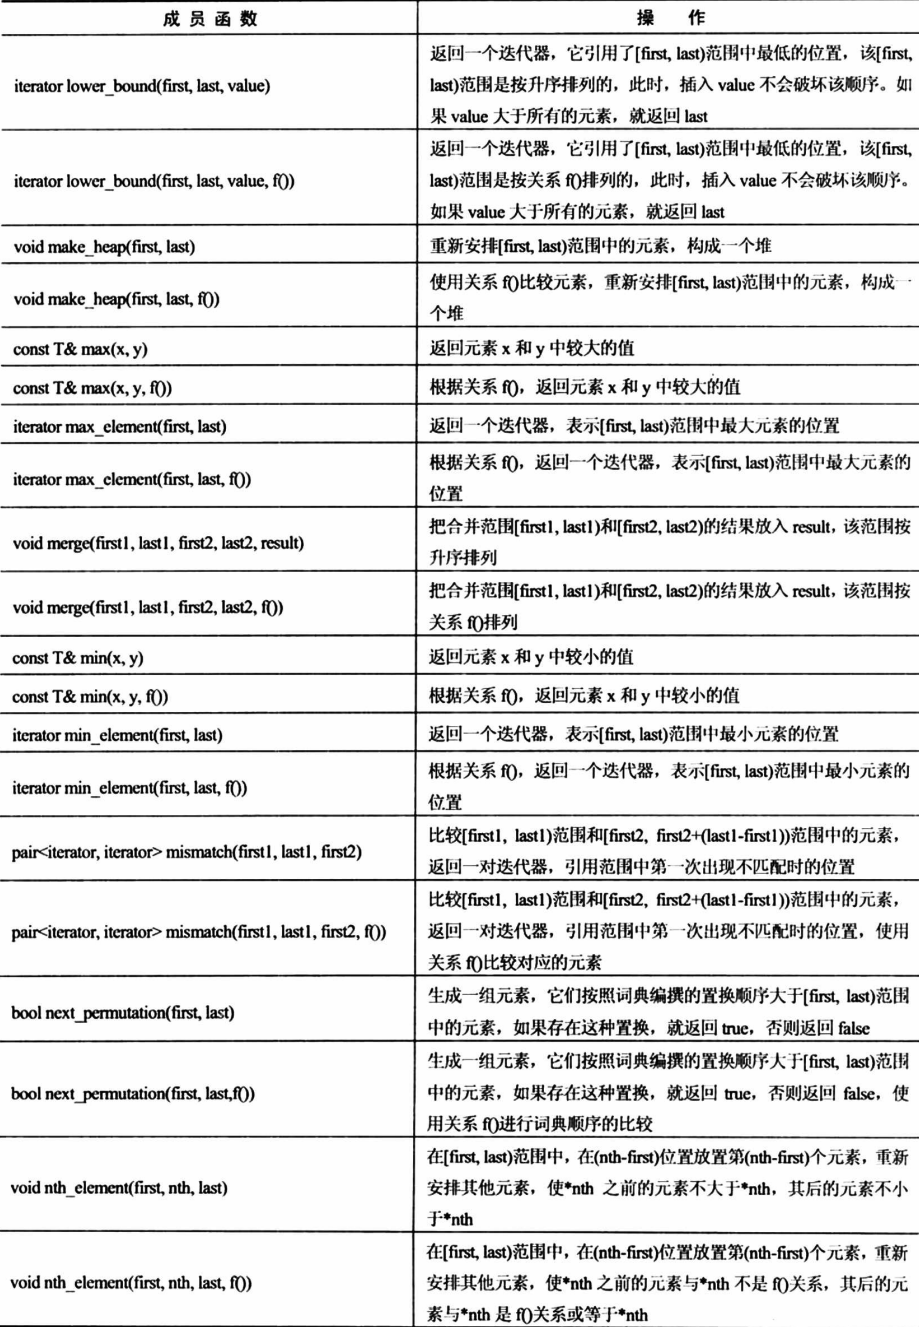 成员函数
操 作
iterator lower_bound(first, last, value)
返回一个迭代器，它引用了[first, last)范围中最低的位置，该[first,
last)范围是按升序排列的，此时，插入 value 不会破坏该顺序。如
果 value 大于所有的元素，就返回 last
iterator lower_bound(first, last, value, f())
返回一个迭代器，它引用了[first, last)范围中最低的位置，该[first,
last)范围是按关系 f()排列的，此时，插入 value 不会破坏该顺序。
如果 value 大于所有的元素，就返回 last
void make_heap(first, last)
重新安排[first, last)范围中的元素，构成一个堆
void make_heap(first, last, f())
使用关系 f()比较元素，重新安排[first, last)范围中的元素，构成一
个堆
const T& max(x, y)
返回元素 x 和 y 中较大的值
const T& max(x, y, f())
根据关系 f()，返回元素 x 和 y 中较大的值
iterator max_element(first, last)
返回一个迭代器，表示[first, last)范围中最大元素的位置
iterator max_element(first, last, f())
根据关系 f()，返回一个迭代器，表示[first, last)范围中最大元素的
位置
void merge(first1, last1, first2, last2, result)
把合并范围[first1, last1)和[first2, last2)的结果放入 result，该范围按
升序排列
void merge(first1, last1, first2, last2, f())
把合并范围[first1, last1)和[first2, last2)的结果放入 result，该范围按
关系 f()排列
const T& min(x, y)
返回元素 x 和 y 中较小的值
const T& min(x, y, f())
根据关系 f()，返回元素 x 和 y 中较小的值
iterator min_element(first, last)
返回一个迭代器，表示[first, last)范围中最小元素的位置
iterator min_element(first, last, f())
根据关系 f()，返回一个迭代器，表示[first, last)范围中最小元素的
位置
pair<iterator, iterator> mismatch(first1, last1, first2)
比较[first1, last1)范围和[first2, first2+(last1-first1))范围中的元素，
返回一对迭代器，引用范围中第一次出现不匹配时的位置
pair<iterator, iterator> mismatch(first1, last1, first2, f())
比较[first1, last1)范围和[first2, first2+(last1-first1))范围中的元素，
返回一对迭代器，引用范围中第一次出现不匹配时的位置，使用
关系 f()比较对应的元素
bool next_permutation(first, last)
生成一组元素，它们按照词典编撰的置换顺序大于[first, last)范围
中的元素，如果存在这种置换，就返回 true，否则返回 false
bool next_permutation(first, last,f())
生成一组元素，它们按照词典编撰的置换顺序大于[first, last)范围
中的元素，如果存在这种置换，就返回 true，否则返回 false，使
用关系 f()进行词典顺序的比较
void nth_element(first, nth, last)
在[first, last)范围中，在(nth-first)位置放置第(nth-first)个元素，重新
安排其他元素，使*nth 之前的元素不大于*nth，其后的元素不小
于*nth
void nth_element(first, nth, last, f())
在[first, last)范围中，在(nth-first)位置放置第(nth-first)个元素，重新
安排其他元素，使*nth 之前的元素与*nth 不是 f()关系，其后的元
素与*nth 是 f()关系或等于*nth